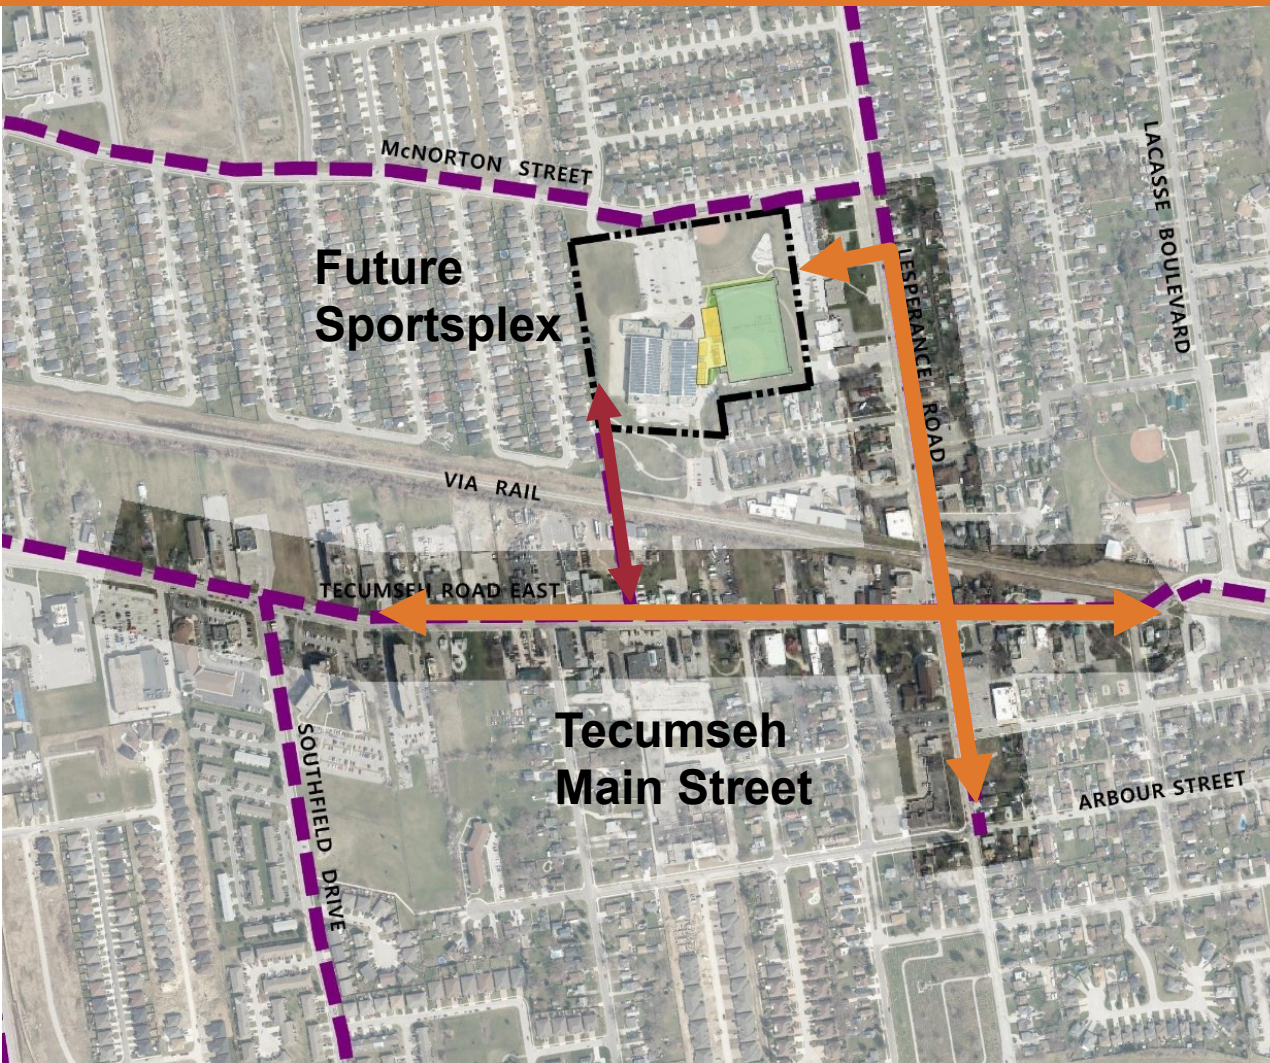 McNORTON STREET
LACASSE BOULEVARD
Future
Sportsplex
LESPERANCE ROAD
VIA RAIL
TECUMSEH ROAD EAST
Tecumseh
Main Street
SOUTHFIELD DRIVE
ARBOUR STREET